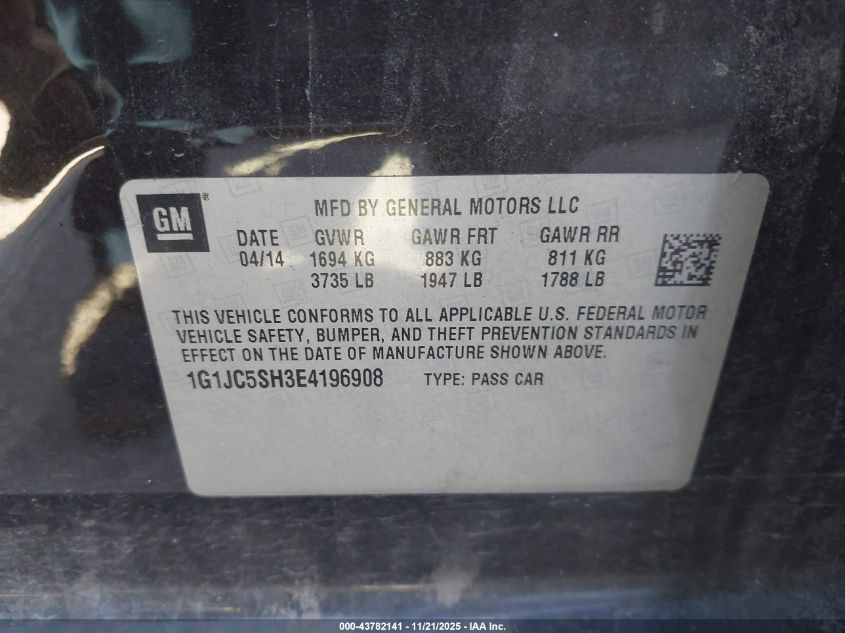 GM ®
MFD BY GENERAL MOTORS LLC
DATE GVWR GAWR FRT GAWR RR
04/14 1694 KG 883 KG 811 KG
3735 LB 1947 LB 1788 LB
THIS VEHICLE CONFORMS TO ALL APPLICABLE U.S. FEDERAL MOTOR
VEHICLE SAFETY, BUMPER, AND THEFT PREVENTION STANDARDS IN
EFFECT ON THE DATE OF MANUFACTURE SHOWN ABOVE.
1G1JC5SH3E4196908 TYPE: PASS CAR
000-43782141 - 11/21/2025 - IAA Inc.